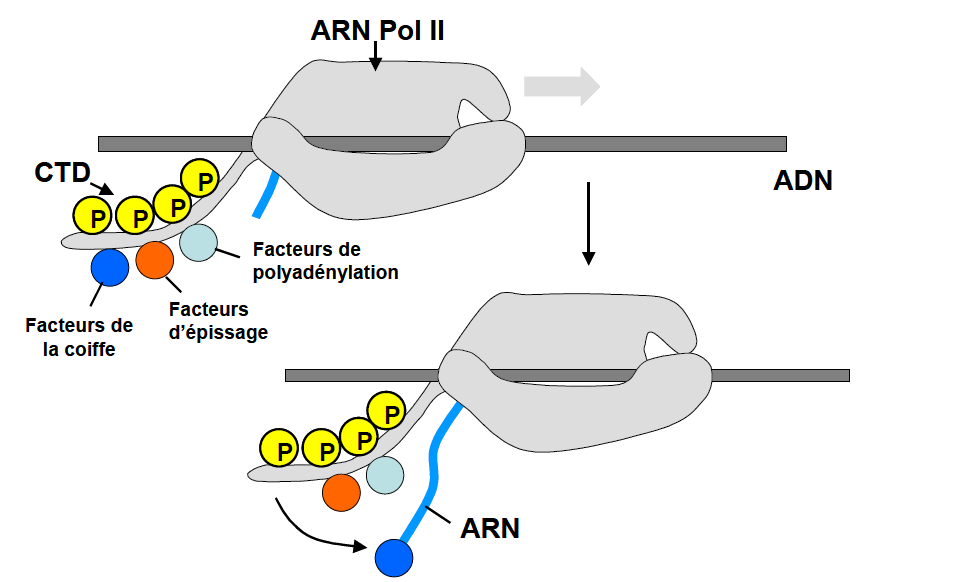 ARN Pol II
CTD
P
P
P
P
ADN
Facteurs de
polyadénylation
Facteurs
d'épissage
Facteurs de
la coiffe
P
P
P
P
ARN